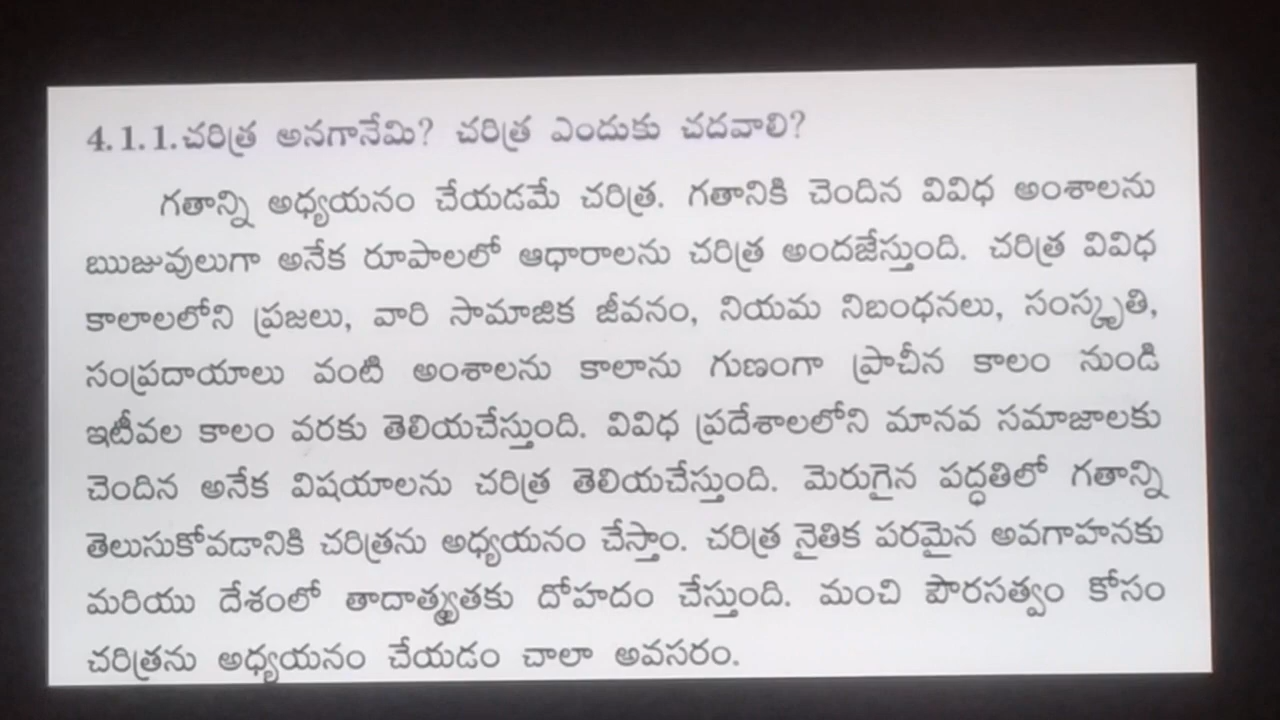 4.1.1.చరిత్ర అనగానేమి? చరిత్ర ఎందుకు చదవాలి?
గతాన్ని అధ్యయనం చేయడమే చరిత్ర. గతానికి చెందిన వివిధ అంశాలను
ఋజువులుగా అనేక రూపాలలో ఆధారాలను చరిత్ర అందజేస్తుంది. చరిత్ర వివిధ
కాలాలలోని ప్రజలు, వారి సామాజిక జీవనం, నియమ నిబంధనలు, సంస్కృతి,
సంప్రదాయాలు వంటి అంశాలను కాలాను గుణంగా ప్రాచీన కాలం నుండి
ఇటీవల కాలం వరకు తెలియచేస్తుంది. వివిధ ప్రదేశాలలోని మానవ సమాజాలకు
చెందిన అనేక విషయాలను చరిత్ర తెలియచేస్తుంది. మెరుగైన పద్ధతిలో గతాన్ని
తెలుసుకోవడానికి చరిత్రను అధ్యయనం చేస్తాం. చరిత్ర నైతిక పరమైన అవగాహనకు
మరియు దేశంలో తాదాత్మ్యతకు దోహదం చేస్తుంది. మంచి పౌరసత్వం కోసం
చరిత్రను అధ్యయనం చేయడం చాలా అవసరం.